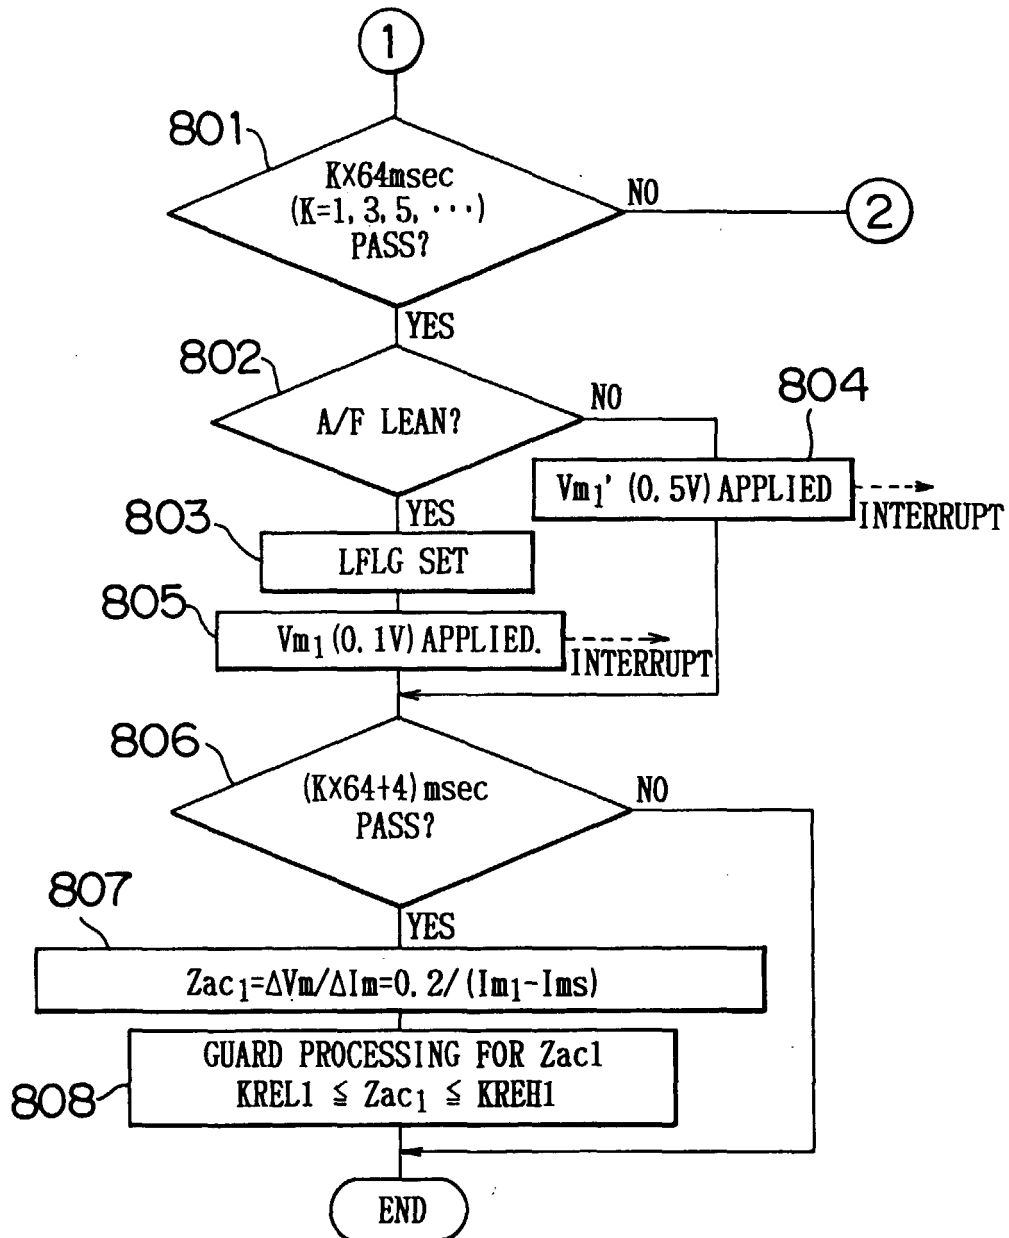 1
801
K×64msec
(K=1, 3, 5, ···)
PASS?
NO
2
YES
802
A/F LEAN?
NO
804
Vm₁' (0. 5V) APPLIED
INTERRUPT
YES
803
LFLG SET
805
Vm₁ (0. 1V) APPLIED.
INTERRUPT
806
(K×64+4) msec
PASS?
NO
807
YES
Zac₁=ΔVm/ΔIm=0. 2/ (Im₁-Ims)
GUARD PROCESSING FOR Zac1
808
KREL1 ≦ Zac₁ ≦ KREH1
END